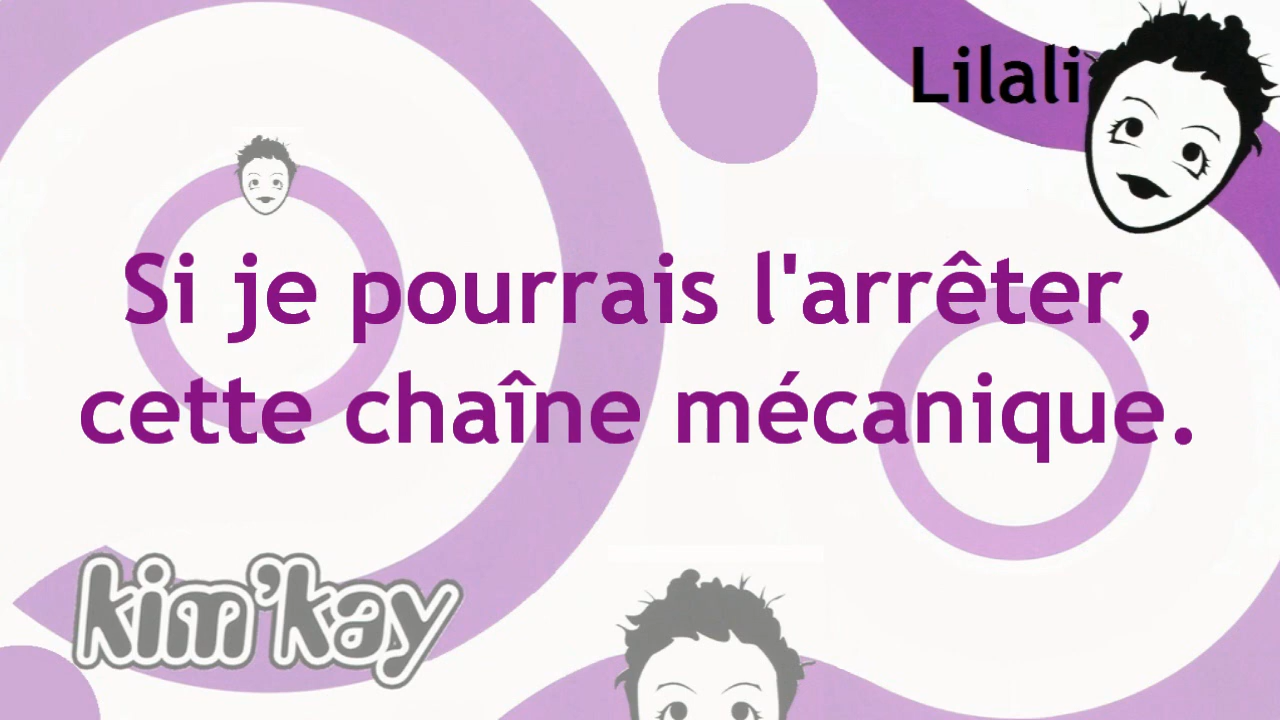 Lilali
Si je pourrais l'arrêter,
cette chaîne mécanique.
kim'kay